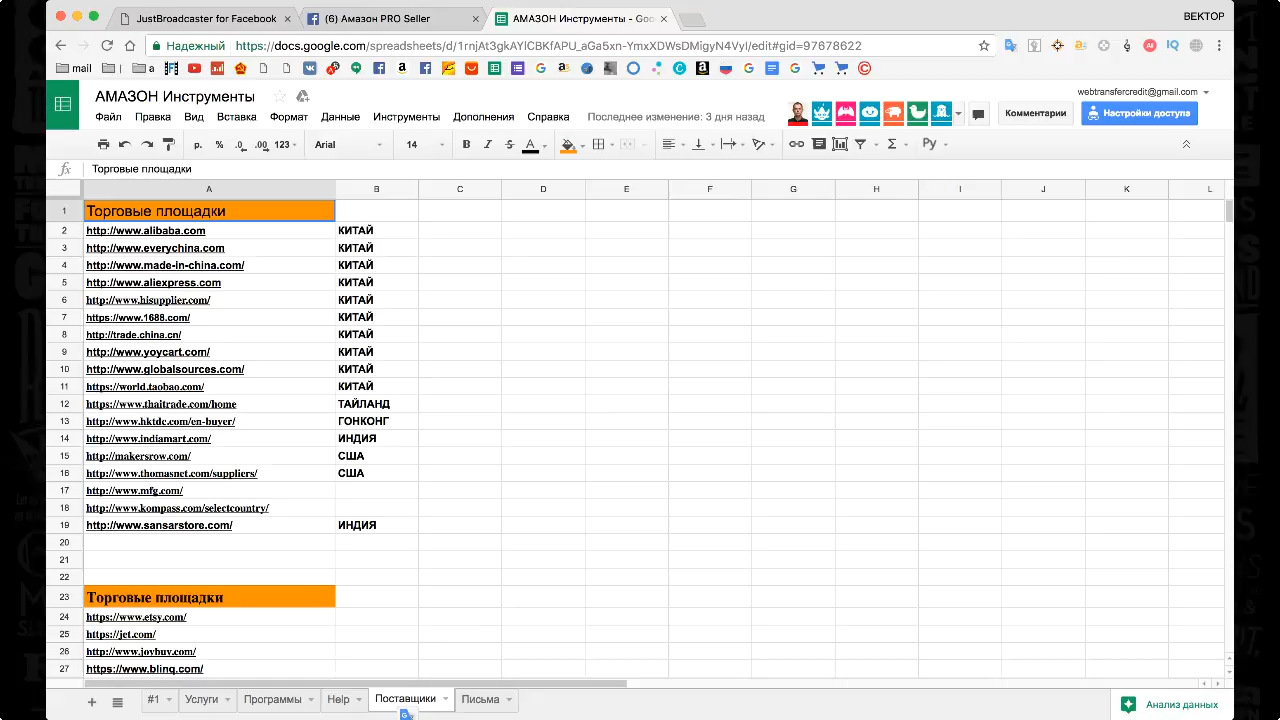 JustBroadcaster for Facebook
(6) Амазон PRO Seller
АМАЗОН Инструменты - Goo
ВЕКТОР
Надежный
https://docs.google.com/spreadsheets/d/1rnjAt3gkAYlCBKfAPU_aGa5xn-YmxXDWsDMigyN4VyI/edit#gid=97678622
mail
a
АМАЗОН Инструменты
webtransfercredit@gmail.com
Файл Правка Вид Вставка Формат Данные Инструменты Дополнения Справка Последнее изменение: 3 дня назад
Комментарии
Настройки доступа
р. % .0 .00 123 Arial 14 B I S A Σ Ру
fx Торговые площадки
A B C D E F G H I J K L
1 Торговые площадки
2 http://www.alibaba.com КИТАЙ
3 http://www.everychina.com КИТАЙ
4 http://www.made-in-china.com/ КИТАЙ
5 http://www.aliexpress.com КИТАЙ
6 http://www.hisupplier.com/ КИТАЙ
7 https://www.1688.com/ КИТАЙ
8 http://trade.china.cn/ КИТАЙ
9 http://www.yoycart.com/ КИТАЙ
10 http://www.globalsources.com/ КИТАЙ
11 https://world.taobao.com/ КИТАЙ
12 https://www.thaitrade.com/home ТАЙЛАНД
13 http://www.hktdc.com/en-buyer/ ГОНКОНГ
14 http://www.indiamart.com/ ИНДИЯ
15 http://makersrow.com/ США
16 http://www.thomasnet.com/suppliers/ США
17 http://www.mfg.com/
18 http://www.kompass.com/selectcountry/
19 http://www.sansarstore.com/ ИНДИЯ
20
21
22
23 Торговые площадки
24 https://www.etsy.com/
25 https://jet.com/
26 http://www.joybuy.com/
27 https://www.blinq.com/
#1 Услуги Программы Help Поставщики Письма
Анализ данных